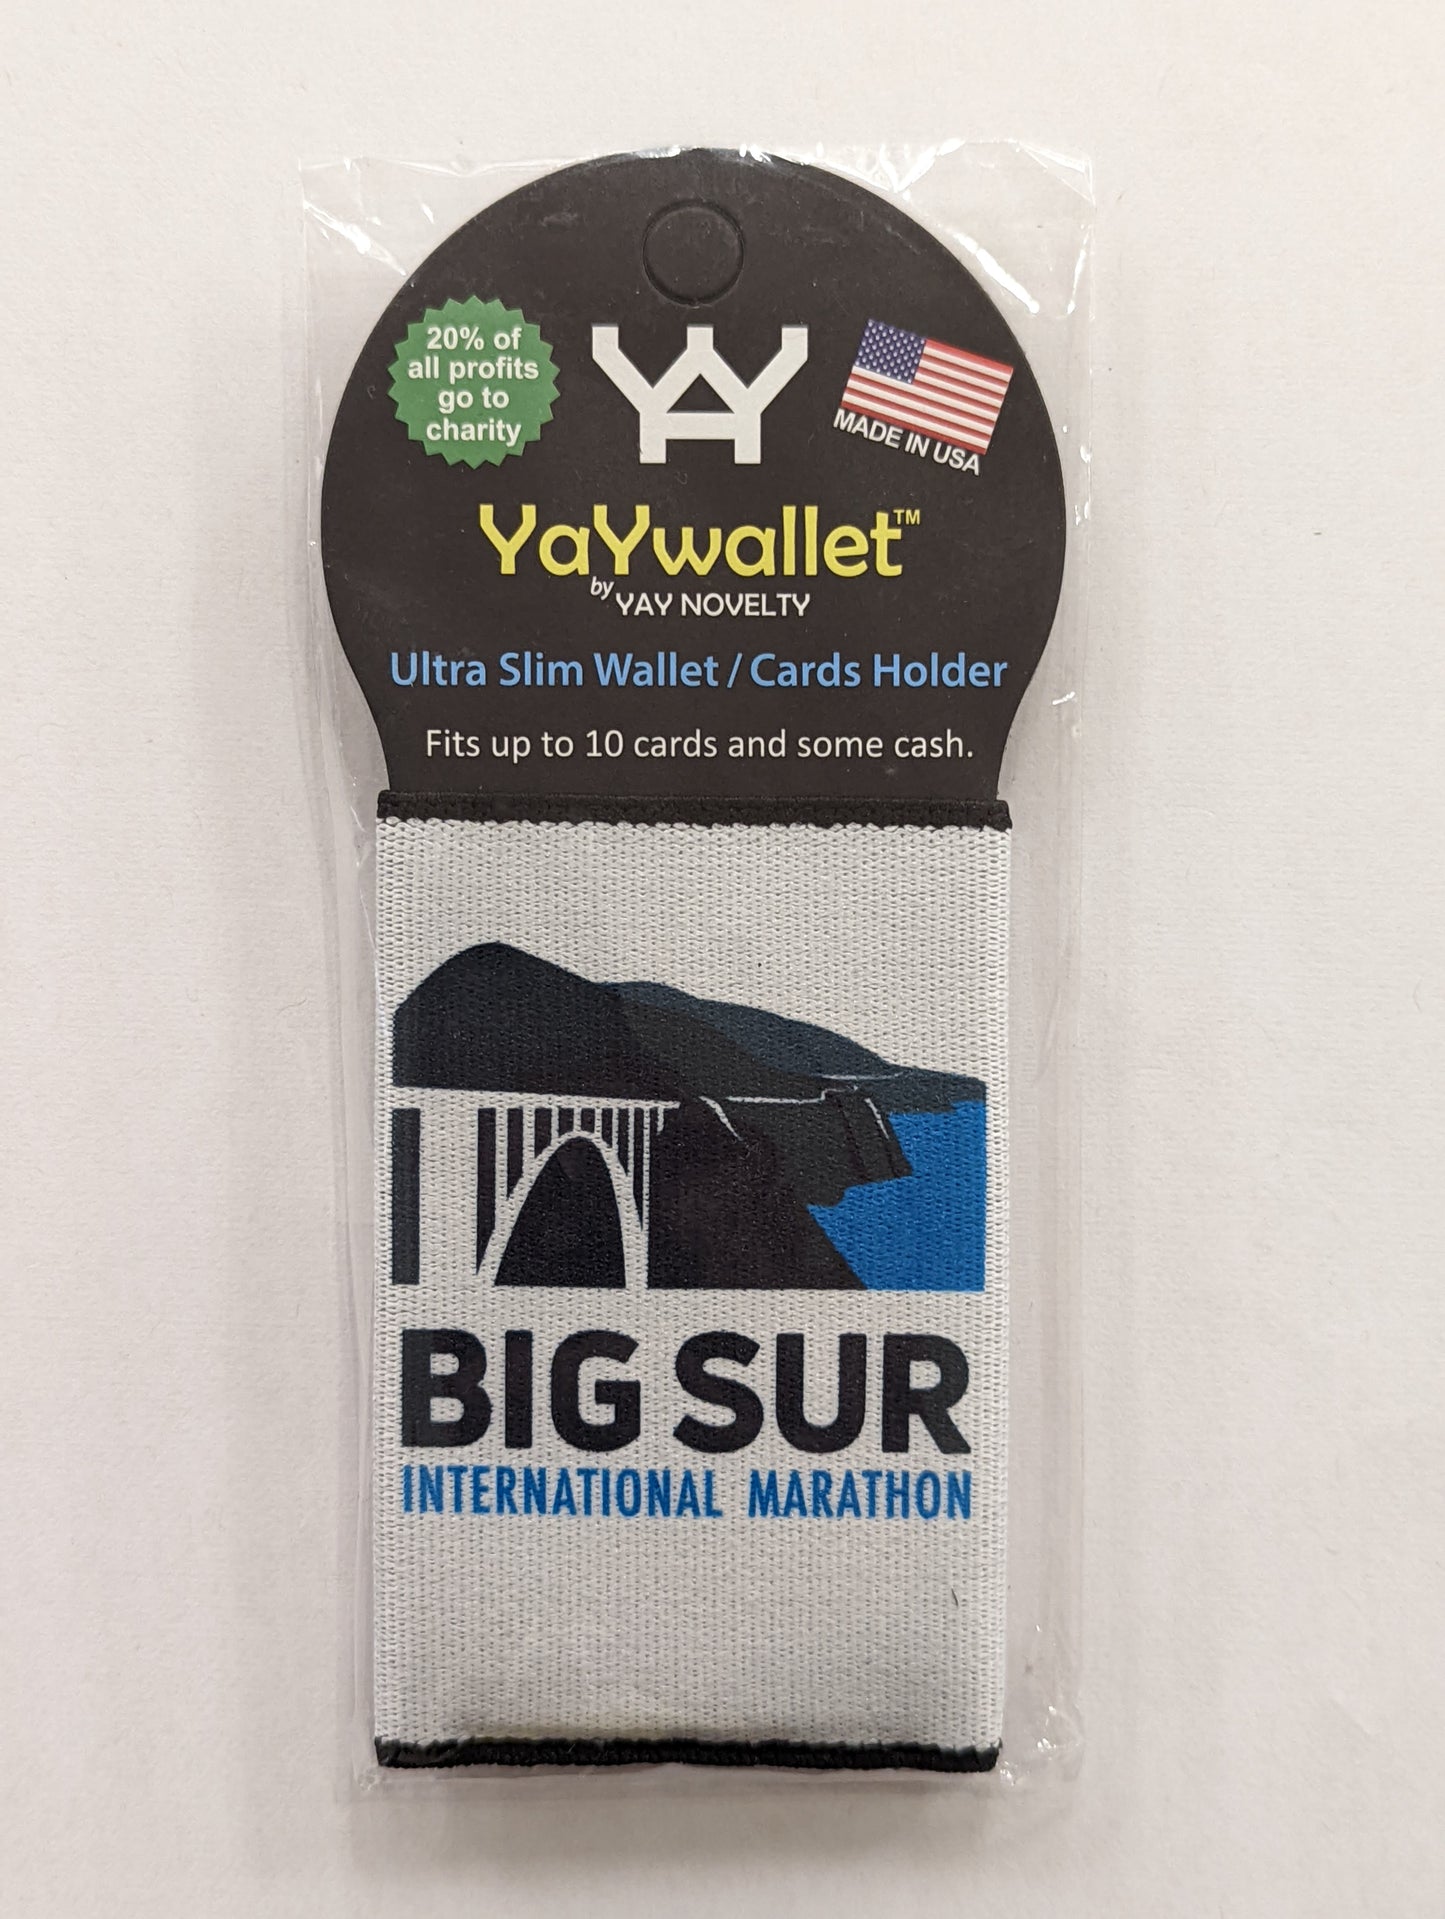 20% of
all profits
go to
charity
YAY
MADE IN USA
YaYwallet™
by YAY NOVELTY
Ultra Slim Wallet / Cards Holder
Fits up to 10 cards and some cash.
BIG SUR
INTERNATIONAL MARATHON